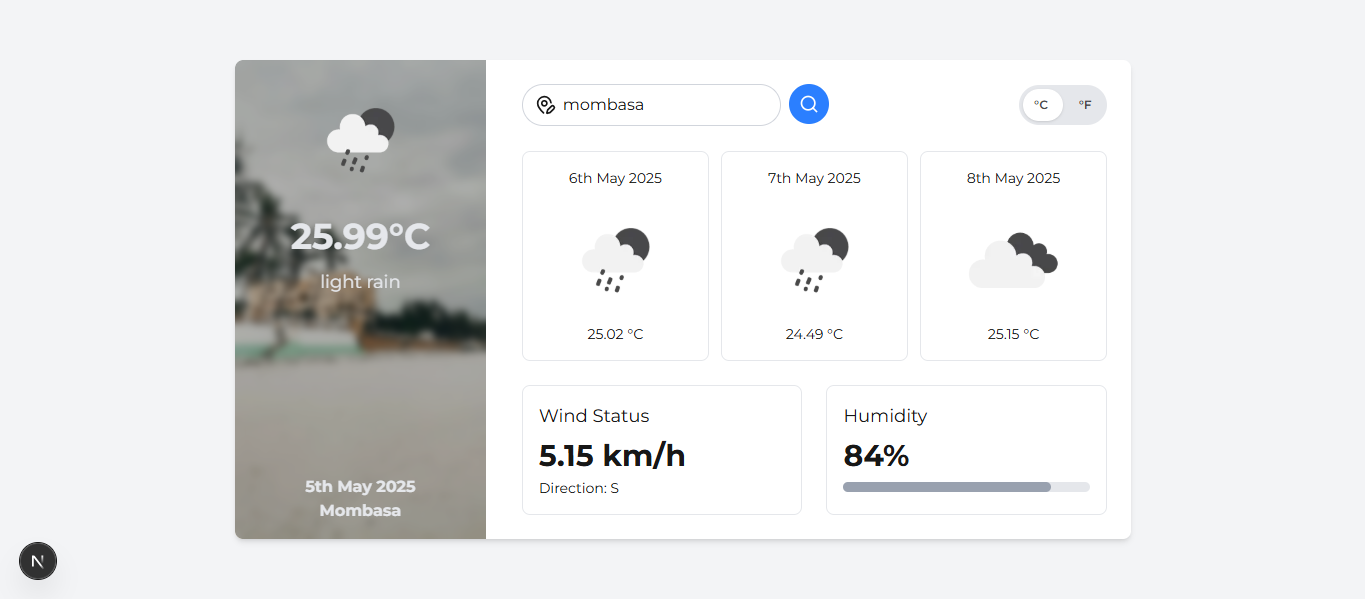 25.99°C
light rain
5th May 2025
Mombasa
mombasa
°C
°F
6th May 2025
25.02 °C
7th May 2025
24.49 °C
8th May 2025
25.15 °C
Wind Status
5.15 km/h
Direction: S
Humidity
84%
N